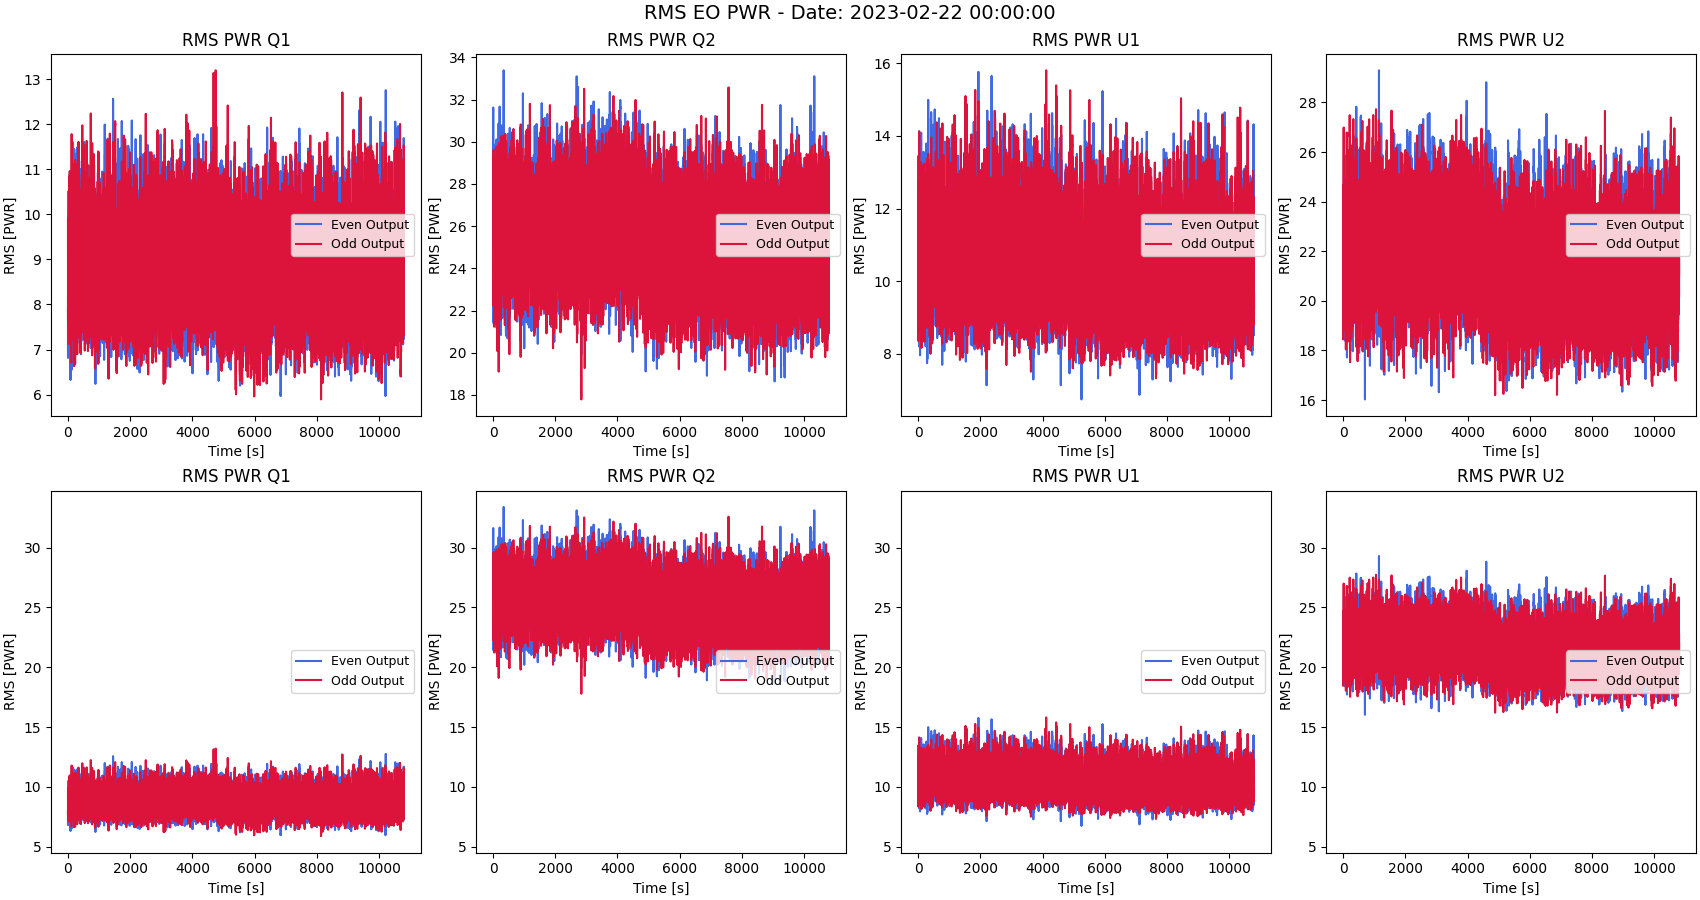 RMS EO PWR - Date: 2023-02-22 00:00:00
RMS PWR Q1
RMS [PWR]
13
12
11
10
9
8
7
6
Even Output
Odd Output
0 2000 4000 6000 8000 10000
Time [s]
RMS PWR Q2
RMS [PWR]
34
32
30
28
26
24
22
20
18
Even Output
Odd Output
0 2000 4000 6000 8000 10000
Time [s]
RMS PWR U1
RMS [PWR]
16
14
12
10
8
Even Output
Odd Output
0 2000 4000 6000 8000 10000
Time [s]
RMS PWR U2
RMS [PWR]
28
26
24
22
20
18
16
Even Output
Odd Output
0 2000 4000 6000 8000 10000
Time [s]
RMS PWR Q1
RMS [PWR]
30
25
20
15
10
5
Even Output
Odd Output
0 2000 4000 6000 8000 10000
Time [s]
RMS PWR Q2
RMS [PWR]
30
25
20
15
10
5
Even Output
Odd Output
0 2000 4000 6000 8000 10000
Time [s]
RMS PWR U1
RMS [PWR]
30
25
20
15
10
5
Even Output
Odd Output
0 2000 4000 6000 8000 10000
Time [s]
RMS PWR U2
RMS [PWR]
30
25
20
15
10
5
Even Output
Odd Output
0 2000 4000 6000 8000 10000
Time [s]